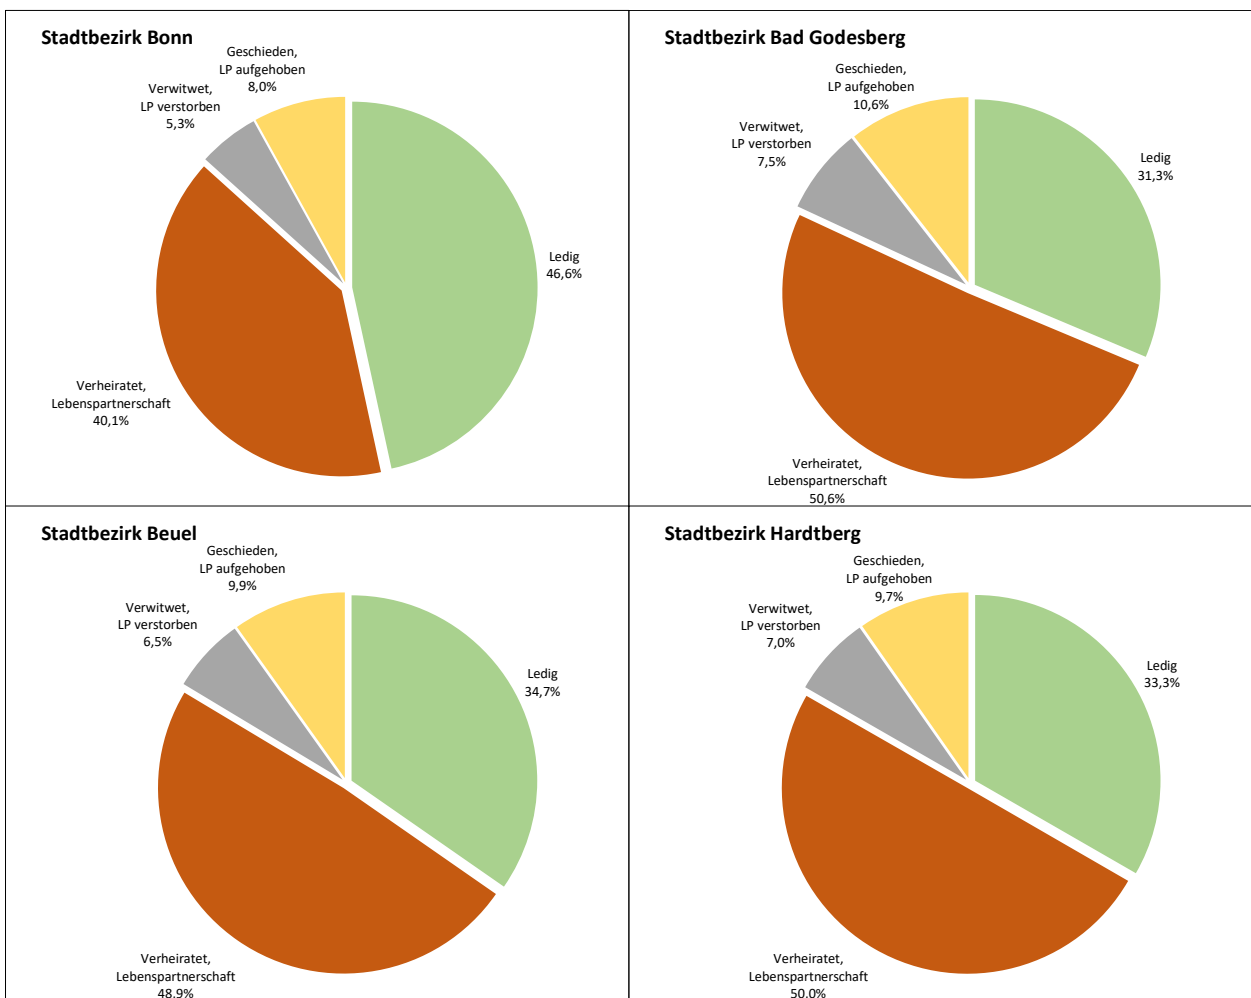 Stadtbezirk Bonn
Geschieden,
LP aufgehoben
8,0%
Verwitwet,
LP verstorben
5,3%
Ledig
46,6%
Verheiratet,
Lebenspartnerschaft
40,1%
Stadtbezirk Bad Godesberg
Geschieden,
LP aufgehoben
10,6%
Verwitwet,
LP verstorben
7,5%
Ledig
31,3%
Verheiratet,
Lebenspartnerschaft
50,6%
Stadtbezirk Beuel
Geschieden,
LP aufgehoben
9,9%
Verwitwet,
LP verstorben
6,5%
Ledig
34,7%
Verheiratet,
Lebenspartnerschaft
48,9%
Stadtbezirk Hardtberg
Geschieden,
LP aufgehoben
9,7%
Verwitwet,
LP verstorben
7,0%
Ledig
33,3%
Verheiratet,
Lebenspartnerschaft
50,0%